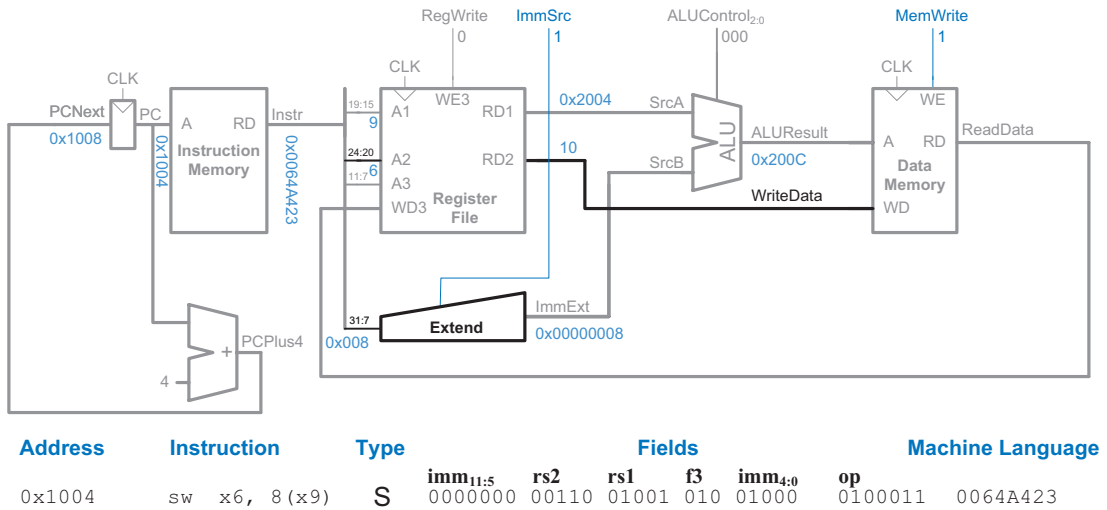 RegWrite ImmSrc ALUControl2:0 MemWrite
0 1 000 1
CLK CLK CLK
PCNext PC A RD Instr 19:15 A1 WE3 RD1 0x2004 SrcA WE
0x1008 0x1004 Instruction Memory 0x0064A423 9
24:20 A2 RD2 10 ALU ALUResult A RD ReadData
6 SrcB 0x200C Data Memory
11:7 A3
WD3 Register File WriteData WD
31:7 Extend ImmExt
0x008 0x00000008
+ PCPlus4
4
Address Instruction Type Fields Machine Language
imm11:5 rs2 rs1 f3 imm4:0 op
0x1004 sw x6, 8(x9) S 0000000 00110 01001 010 01000 0100011 0064A423